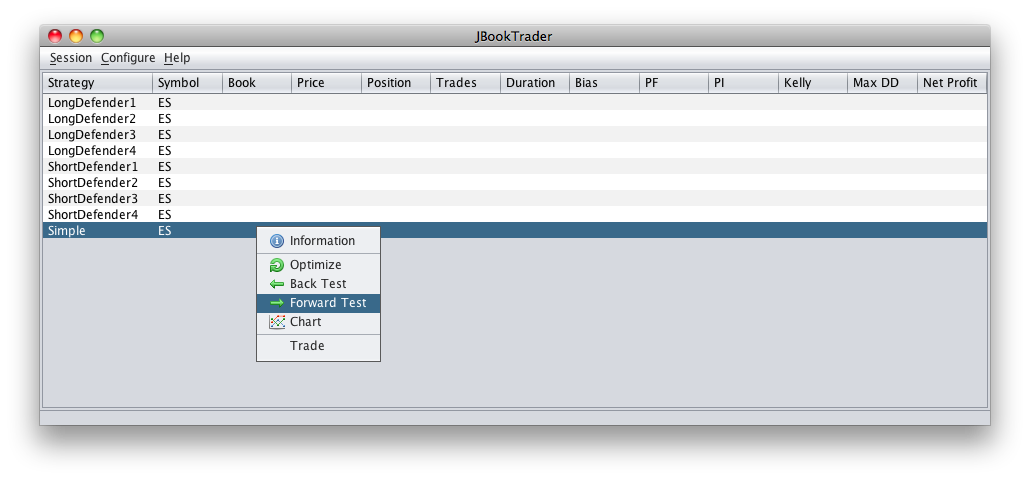 JBookTrader
Session Configure Help
Strategy Symbol Book Price Position Trades Duration Bias PF PI Kelly Max DD Net Profit
LongDefender1 ES
LongDefender2 ES
LongDefender3 ES
LongDefender4 ES
ShortDefender1 ES
ShortDefender2 ES
ShortDefender3 ES
ShortDefender4 ES
Simple ES
Information
Optimize
Back Test
Forward Test
Chart
Trade